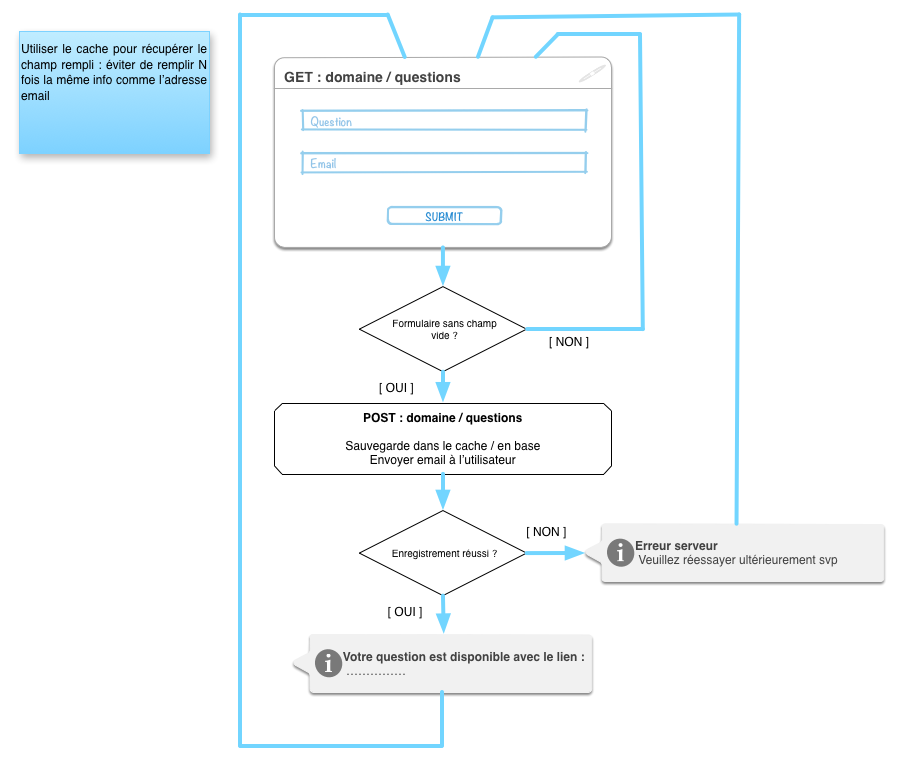 Utiliser le cache pour récupérer le
champ rempli : éviter de remplir N
fois la même info comme l'adresse
email
GET : domaine / questions
Question
Email
SUBMIT
Formulaire sans champ
vide ?
[ NON ]
[ OUI ]
POST : domaine / questions
Sauvegarde dans le cache / en base
Envoyer email à l'utilisateur
Enregistrement réussi ?
[ NON ]
Erreur serveur
Veuillez réessayer ultérieurement svp
[ OUI ]
Votre question est disponible avec le lien :
...............